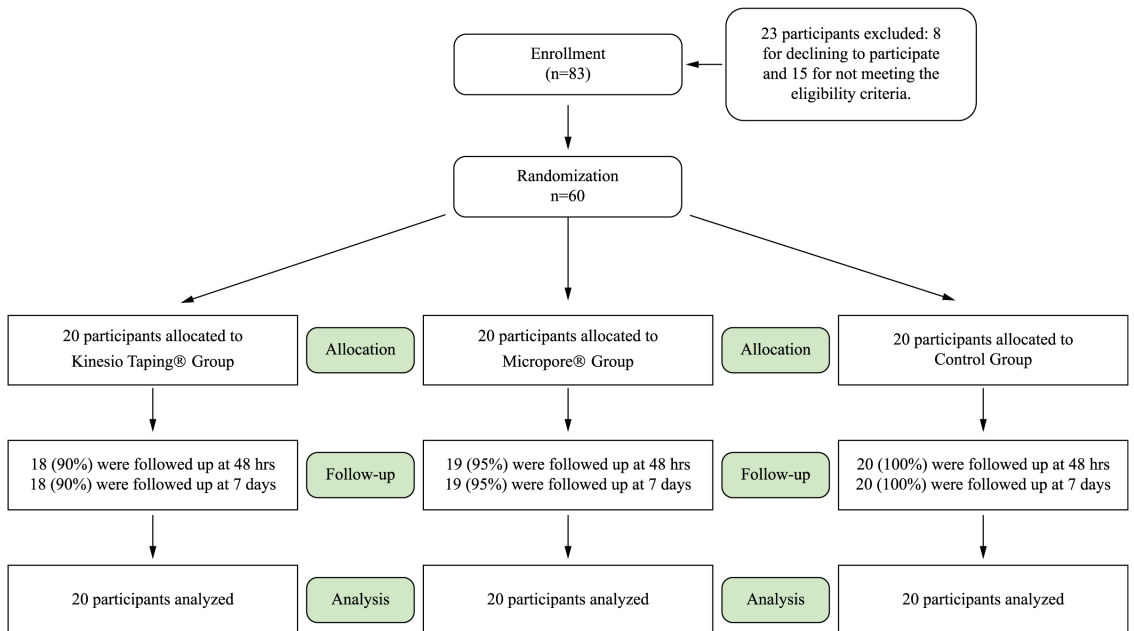 Enrollment
(n=83)
23 participants excluded: 8
for declining to participate
and 15 for not meeting the
eligibility criteria.
Randomization
n=60
20 participants allocated to
Kinesio Taping® Group
Allocation
20 participants allocated to
Micropore® Group
Allocation
20 participants allocated to
Control Group
18 (90%) were followed up at 48 hrs
18 (90%) were followed up at 7 days
Follow-up
19 (95%) were followed up at 48 hrs
19 (95%) were followed up at 7 days
Follow-up
20 (100%) were followed up at 48 hrs
20 (100%) were followed up at 7 days
20 participants analyzed
Analysis
20 participants analyzed
Analysis
20 participants analyzed